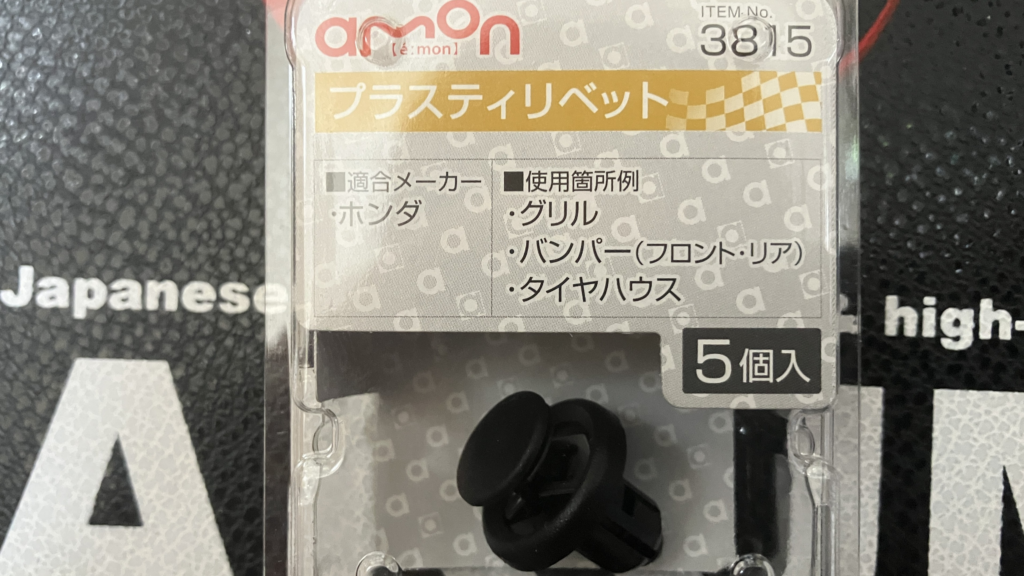 amon
【é:mon】
ITEM No.
3815
プラスティリベット
■適合メーカー
・ホンダ
■使用箇所例
・グリル
・バンパー(フロント・リア)
・タイヤハウス
5個入
Japanese
high-